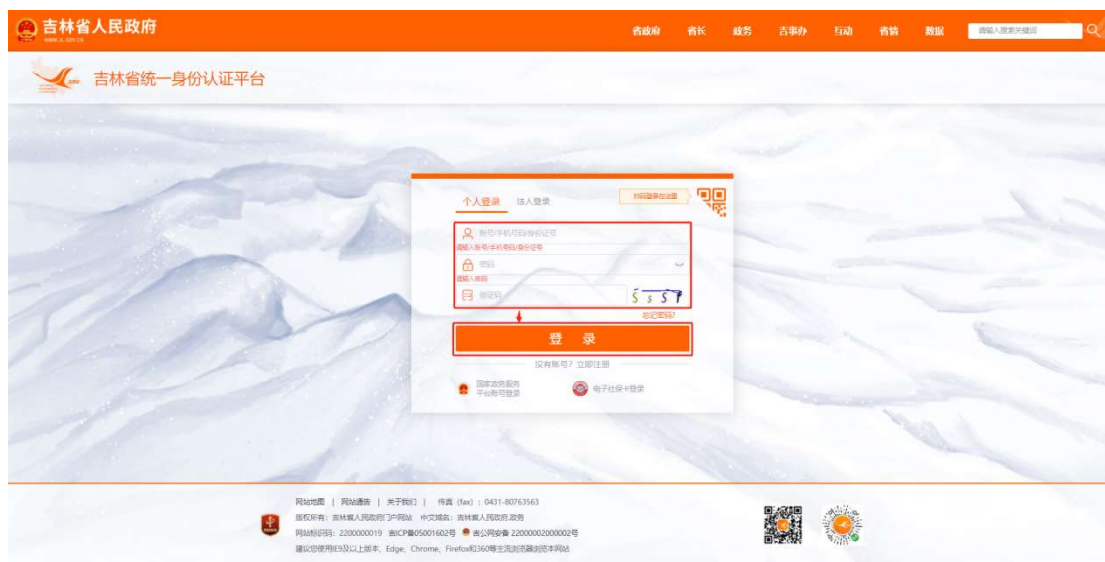 吉林省人民政府
WWW.JL.GOV.CN
省政府 省长 政务 吉事办 互动 省情 数据 请输入搜索关键词
吉林省统一身份认证平台
个人登录 法人登录 扫码登录在这里
账号/手机号码/身份证号
请输入账号/手机号码/身份证号
密码
请输入密码
验证码 S s S P
忘记密码?
登 录
没有账号? 立即注册
国家政务服务
平台账号登录
电子社保卡登录
网站地图 | 网站通告 | 关于我们 | 传真 (fax) : 0431-80763563
版权所有: 吉林省人民政府门户网站 中文域名: 吉林省人民政府.政务
网站标识码: 2200000019 吉ICP备05001602号 吉公网安备 22000002000002号
建议您使用IE9及以上版本, Edge, Chrome, Firefox和360等主流浏览器浏览本网站